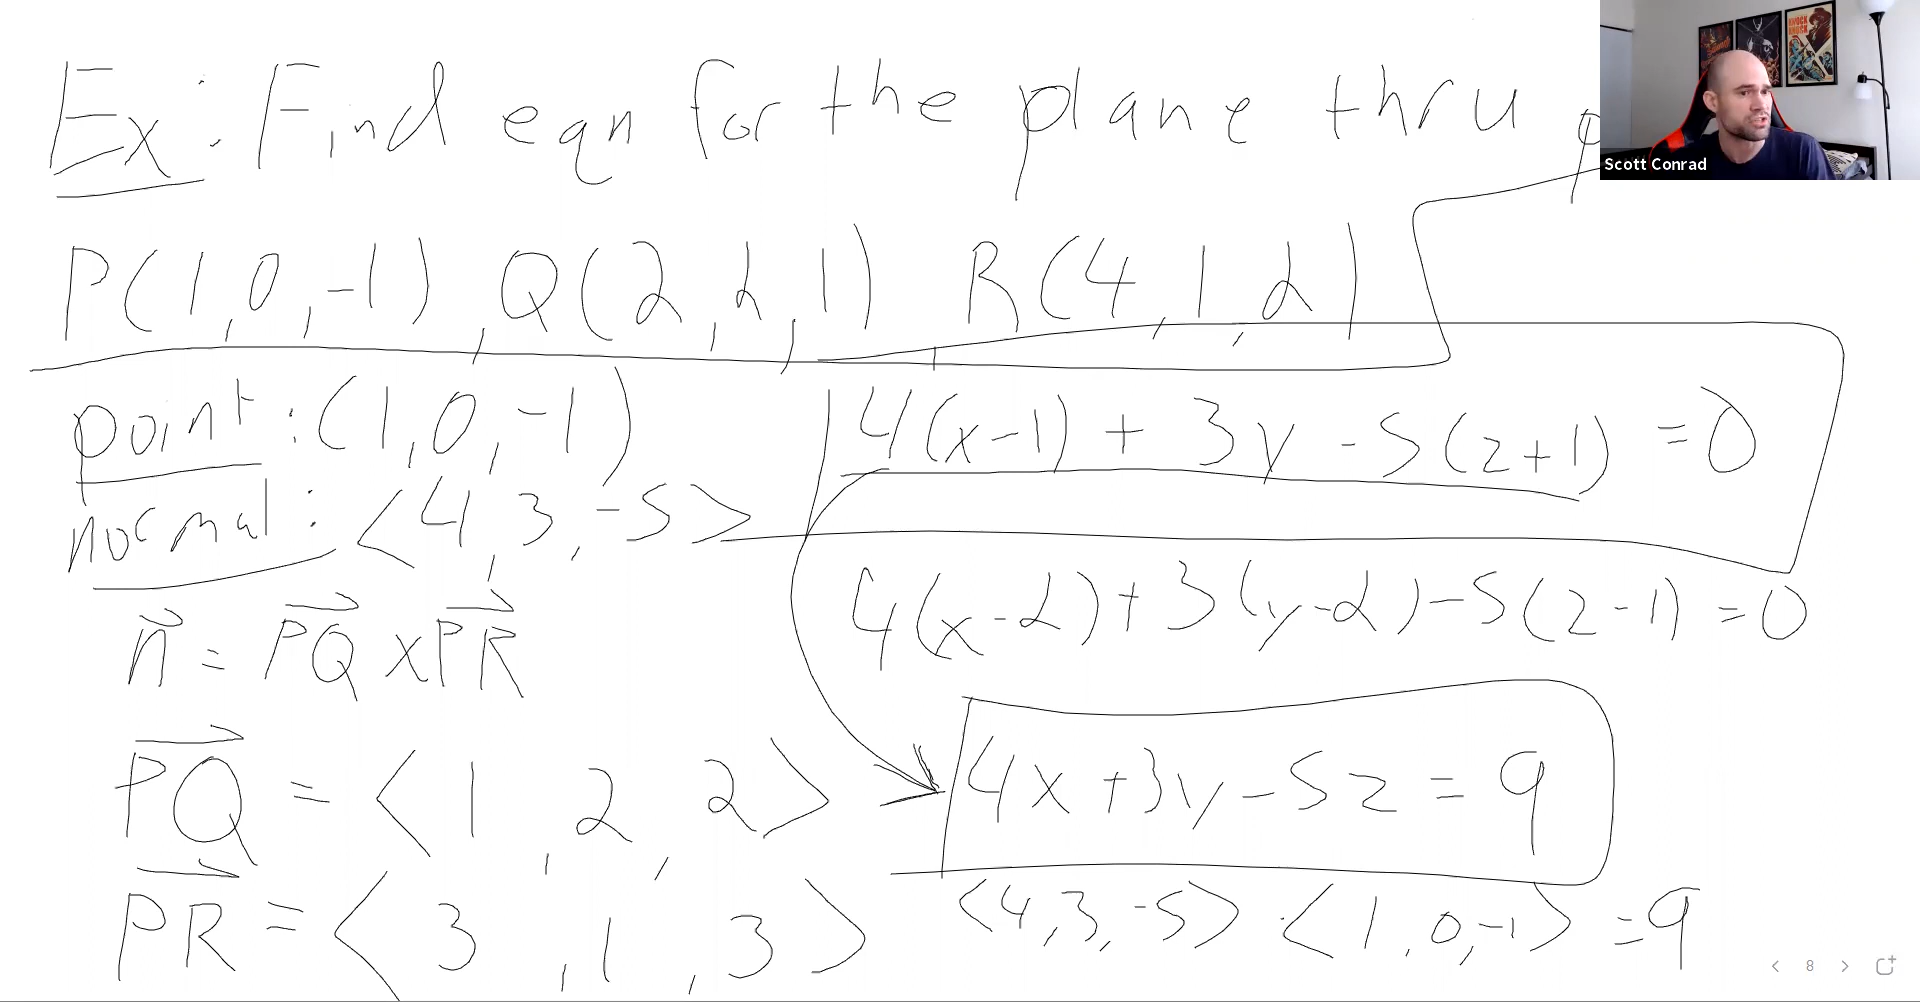 Ex: Find eqn for the plane thru
Scott Conrad
P(1,0,-1), Q(2,2,1), R(4,1,2)
point: (1,0,-1)
normal: <4,3,-5>
n = PQ x PR
PQ = <1, 2, 2>
PR = <3, 1, 3>
4(x-1) + 3y -5(z+1) = 0
4(x-2)+3(y-2)-5(z-1)=0
4x+3y-5z=9
<4,3,-5>·<1,0,-1> =9
8